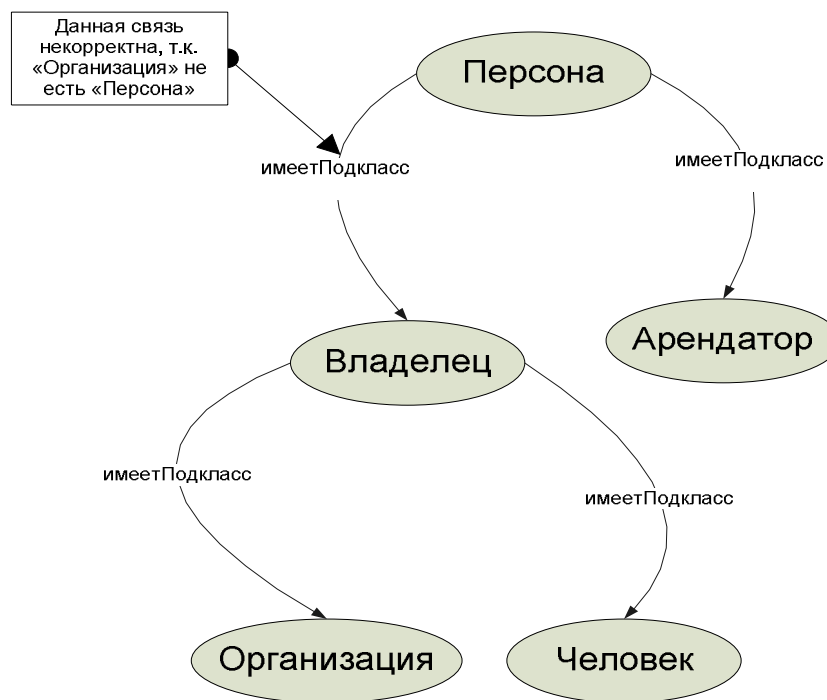 Данная связь
некорректна, т.к.
«Организация» не
есть «Персона»
Персона
имеетПодкласс
имеетПодкласс
Арендатор
Владелец
имеетПодкласс
имеетПодкласс
Организация
Человек